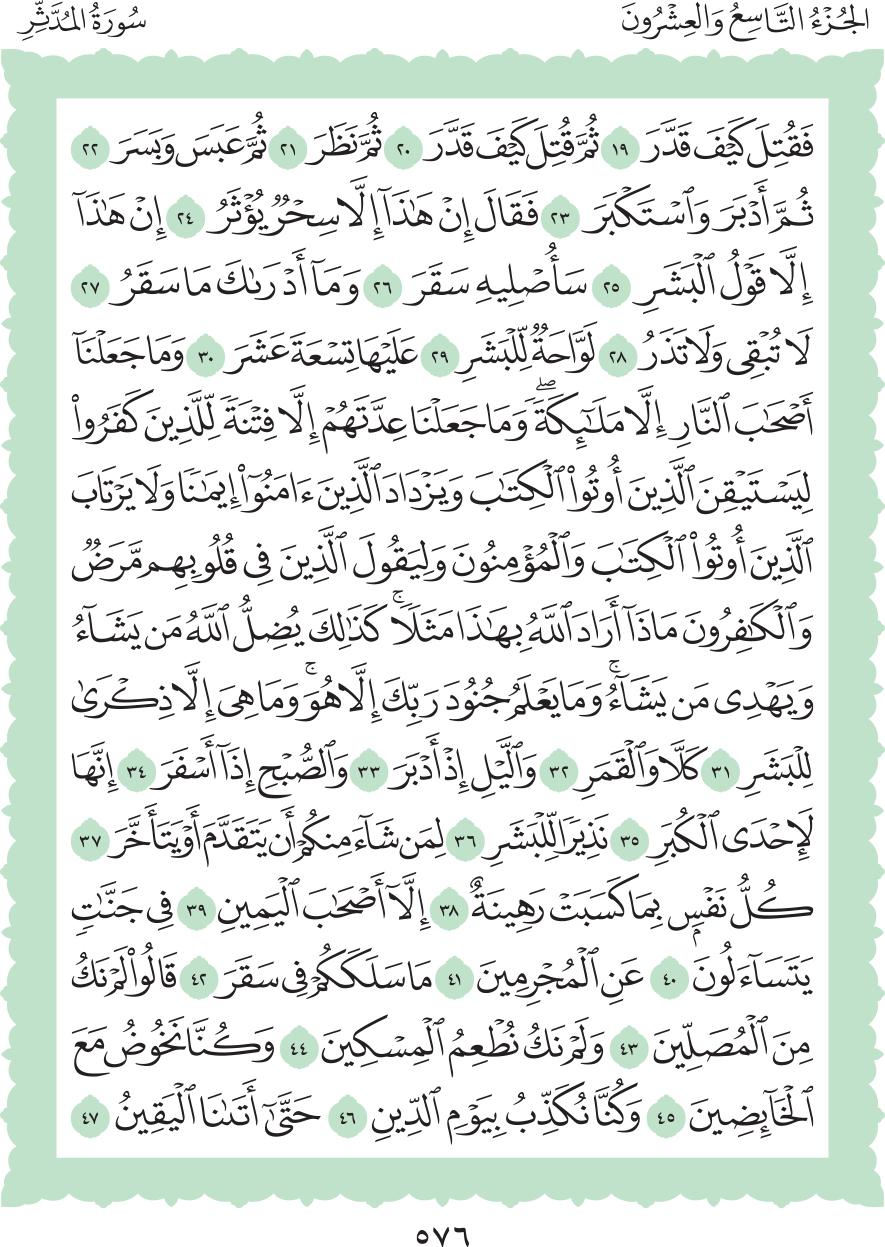 الجُزْءُ التَّاسِعُ وَالعِشْرُونَ
سُورَةُ المُدَّثِّرِ
فَقُتِلَ كَيۡفَ قَدَّرَ ١٩ ثُمَّ قُتِلَ كَيۡفَ قَدَّرَ ٢٠ ثُمَّ نَظَرَ ٢١ ثُمَّ عَبَسَ وَبَسَرَ ٢٢
ثُمَّ أَدۡبَرَ وَٱسۡتَكۡبَرَ ٢٣ فَقَالَ إِنۡ هَٰذَآ إِلَّا سِحۡرٞ يُؤۡثَرُ ٢٤ إِنۡ هَٰذَآ
إِلَّا قَوۡلُ ٱلۡبَشَرِ ٢٥ سَأُصۡلِيهِ سَقَرَ ٢٦ وَمَآ أَدۡرَىٰكَ مَا سَقَرُ ٢٧
لَا تُبۡقِي وَلَا تَذَرُ ٢٨ لَوَّاحَةٞ لِّلۡبَشَرِ ٢٩ عَلَيۡهَا تِسۡعَةَ عَشَرَ ٣٠ وَمَا جَعَلۡنَآ
أَصۡحَٰبَ ٱلنَّارِ إِلَّا مَلَٰٓئِكَةٗۖ وَمَا جَعَلۡنَا عِدَّتَهُمۡ إِلَّا فِتۡنَةٗ لِّلَّذِينَ كَفَرُواْ
لِيَسۡتَيۡقِنَ ٱلَّذِينَ أُوتُواْ ٱلۡكِتَٰبَ وَيَزۡدَادَ ٱلَّذِينَ ءَامَنُوٓاْ إِيمَٰنٗا وَلَا يَرۡتَابَ
ٱلَّذِينَ أُوتُواْ ٱلۡكِتَٰبَ وَٱلۡمُؤۡمِنُونَ وَلِيَقُولَ ٱلَّذِينَ فِي قُلُوبِهِم مَّرَضٞ
وَٱلۡكَٰفِرُونَ مَاذَآ أَرَادَ ٱللَّهُ بِهَٰذَا مَثَلٗاۚ كَذَٰلِكَ يُضِلُّ ٱللَّهُ مَن يَشَآءُ
وَيَهۡدِي مَن يَشَآءُۚ وَمَا يَعۡلَمُ جُنُودَ رَبِّكَ إِلَّا هُوَۚ وَمَا هِيَ إِلَّا ذِكۡرَىٰ
لِلۡبَشَرِ ٣١ كَلَّا وَٱلۡقَمَرِ ٣٢ وَٱلَّيۡلِ إِذۡ أَدۡبَرَ ٣٣ وَٱلصُّبۡحِ إِذَآ أَسۡفَرَ ٣٤ إِنَّهَا
لَإِحۡدَى ٱلۡكُبَرِ ٣٥ نَذِيرٗا لِّلۡبَشَرِ ٣٦ لِمَن شَآءَ مِنكُمۡ أَن يَتَقَدَّمَ أَوۡ يَتَأَخَّرَ ٣٧
كُلُّ نَفۡسِۭ بِمَا كَسَبَتۡ رَهِينَةٌ ٣٨ إِلَّآ أَصۡحَٰبَ ٱلۡيَمِينِ ٣٩ فِي جَنَّٰتٖ
يَتَسَآءَلُونَ ٤٠ عَنِ ٱلۡمُجۡرِمِينَ ٤١ مَا سَلَكَكُمۡ فِي سَقَرَ ٤٢ قَالُواْ لَمۡ نَكُ
مِنَ ٱلۡمُصَلِّينَ ٤٣ وَلَمۡ نَكُ نُطۡعِمُ ٱلۡمِسۡكِينَ ٤٤ وَكُنَّا نَخُوضُ مَعَ
ٱلۡخَآئِضِينَ ٤٥ وَكُنَّا نُكَذِّبُ بِيَوۡمِ ٱلدِّينِ ٤٦ حَتَّىٰٓ أَتَىٰنَا ٱلۡيَقِينُ ٤٧
٥٧٦